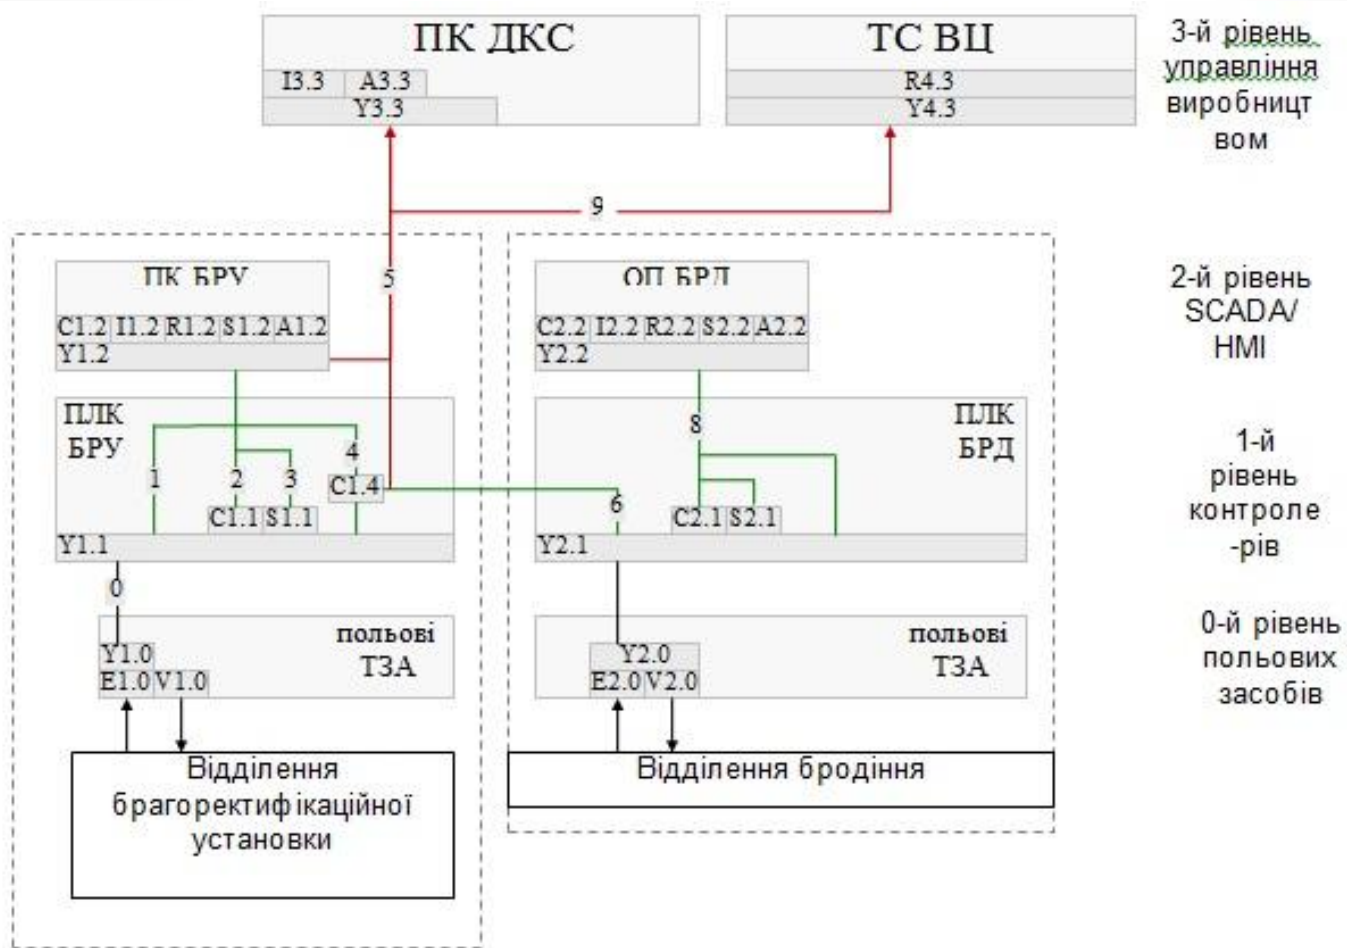 ПК ДКС
I3.3 A3.3
Y3.3
ТС ВЦ
R4.3
Y4.3
3-й рівень
управління
виробницт
вом
9
5
ПК БРУ
C1.2 I1.2 R1.2 S1.2 A1.2
Y1.2
ОП БРД
C2.2 I2.2 R2.2 S2.2 A2.2
Y2.2
2-й рівень
SCADA/
HMI
ПЛК
БРУ
1
2
3
4
C1.4
C1.1 S1.1
Y1.1
8
ПЛК
БРД
6
C2.1 S2.1
Y2.1
1-й
рівень
контроле
-рів
0
польові
ТЗА
Y1.0
E1.0 V1.0
польові
ТЗА
Y2.0
E2.0 V2.0
0-й рівень
польових
засобів
Відділення
брагоректифікаційної
установки
Відділення бродіння